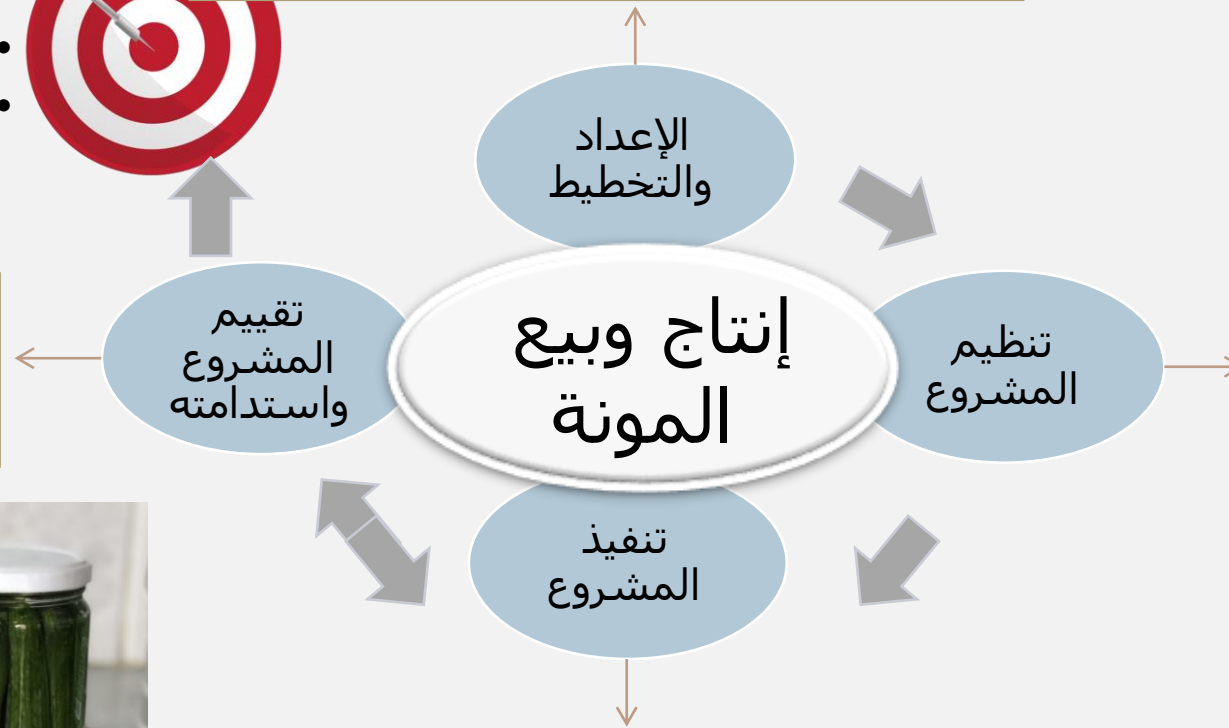 الإعداد
والتخطيط
إنتاج وبيع
المونة
تنظيم
المشروع
تنفيذ
المشروع
تقييم
المشروع
واستدامته